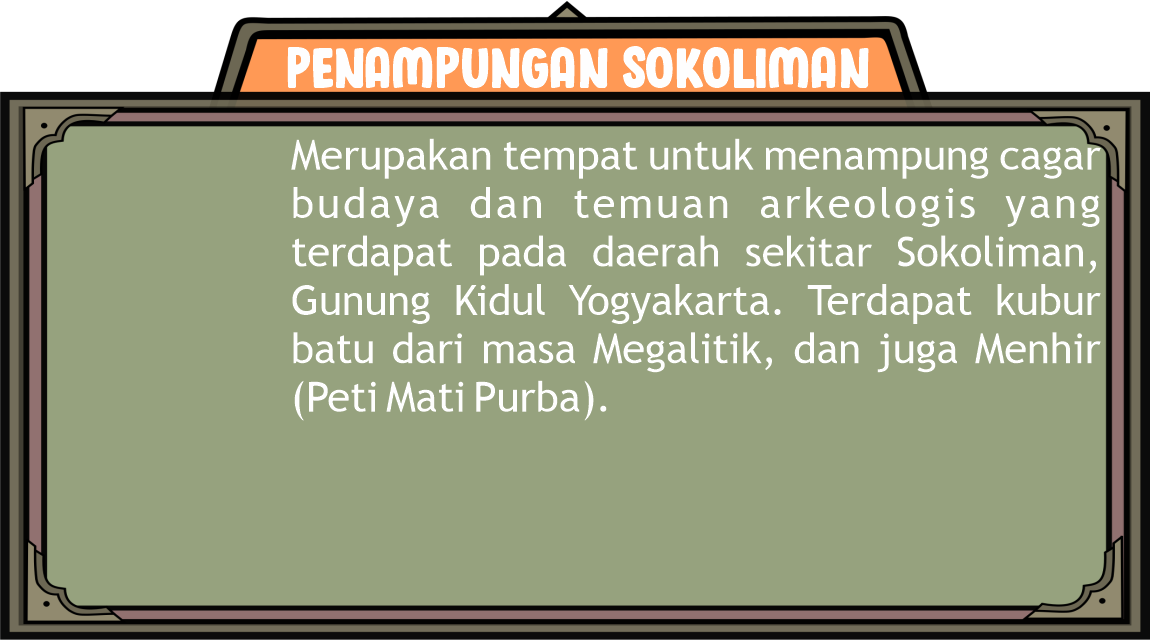 PENAMPUNGAN SOKOLIMAN
Merupakan tempat untuk menampung cagar
budaya dan temuan arkeologis yang
terdapat pada daerah sekitar Sokoliman,
Gunung Kidul Yogyakarta. Terdapat kubur
batu dari masa Megalitik, dan juga Menhir
(Peti Mati Purba).